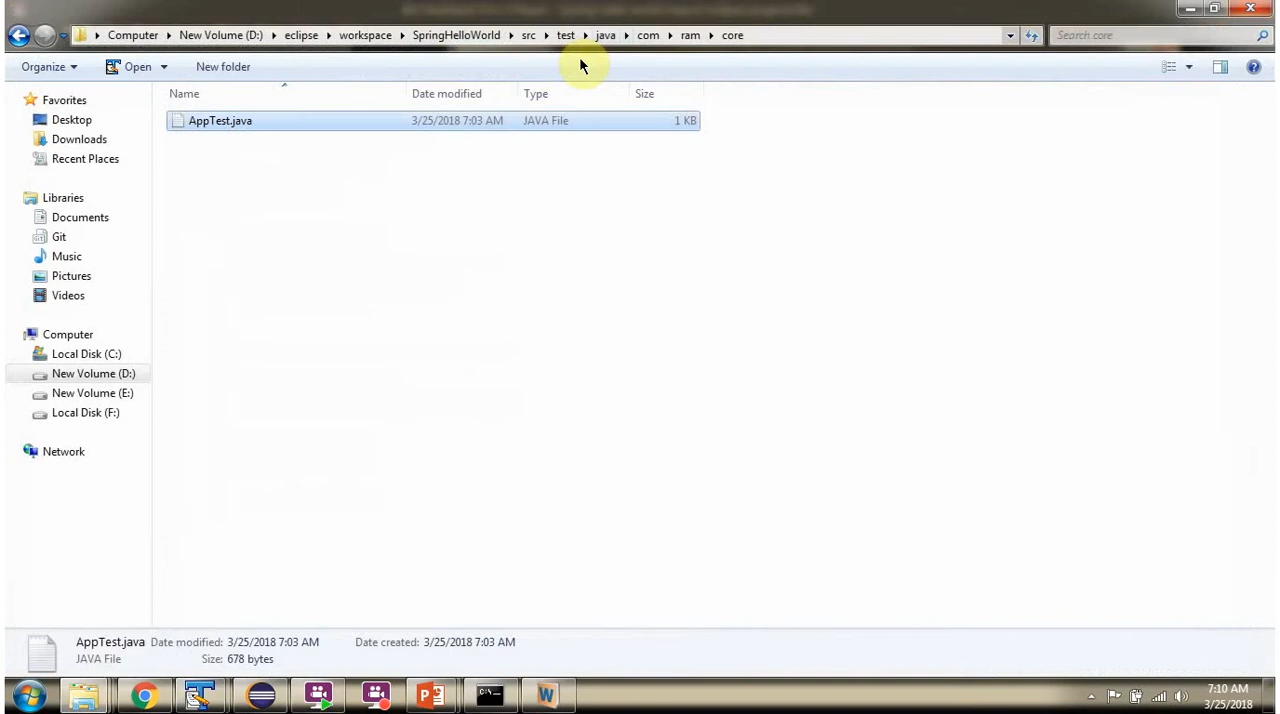 Computer New Volume (D:) eclipse workspace SpringHelloWorld src test java com ram core Search core
Organize Open New folder
Name Date modified Type Size
AppTest.java 3/25/2018 7:03 AM JAVA File 1 KB
Favorites
Desktop
Downloads
Recent Places
Libraries
Documents
Git
Music
Pictures
Videos
Computer
Local Disk (C:)
New Volume (D:)
New Volume (E:)
Local Disk (F:)
Network
AppTest.java Date modified: 3/25/2018 7:03 AM Date created: 3/25/2018 7:03 AM
JAVA File Size: 678 bytes
7:10 AM
3/25/2018